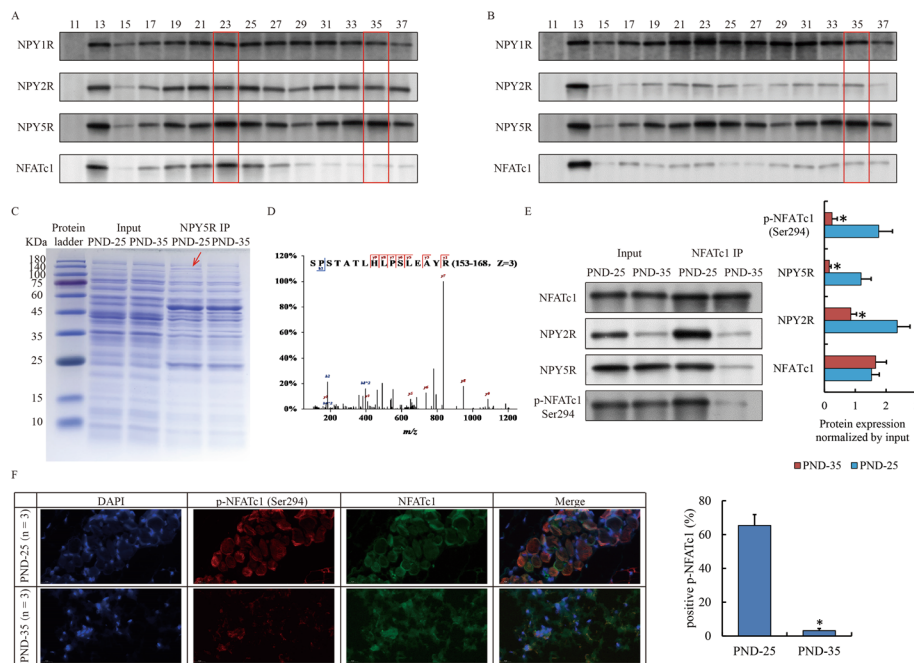 A
11 13 15 17 19 21 23 25 27 29 31 33 35 37
NPY1R
NPY2R
NPY5R
NFATc1
B
11 13 15 17 19 21 23 25 27 29 31 33 35 37
NPY1R
NPY2R
NPY5R
NFATc1
C
Protein ladder
Input
NPY5R IP
KDa
PND-25 PND-35 PND-25 PND-35
180
140
100
75
60
45
35
25
15
10
D
S P S T A T L H L P S L E A Y R (153-168, Z=3)
120%
100%
80%
60%
40%
20%
0%
0 200 400 600 800 1000 1200
m/z
E
Input
NFATc1 IP
PND-25 PND-35 PND-25 PND-35
NFATc1
NPY2R
NPY5R
p-NFATc1
Ser294
p-NFATc1
(Ser294)
NPY5R
NPY2R
NFATc1
*
*
*
0 1 2
Protein expression
normalized by input
PND-35 PND-25
F
DAPI
p-NFATc1 (Ser294)
NFATc1
Merge
PND-25 (n = 3)
PND-35 (n = 3)
positive p-NFATc1 (%)
80
60
40
20
0
*
PND-25 PND-35